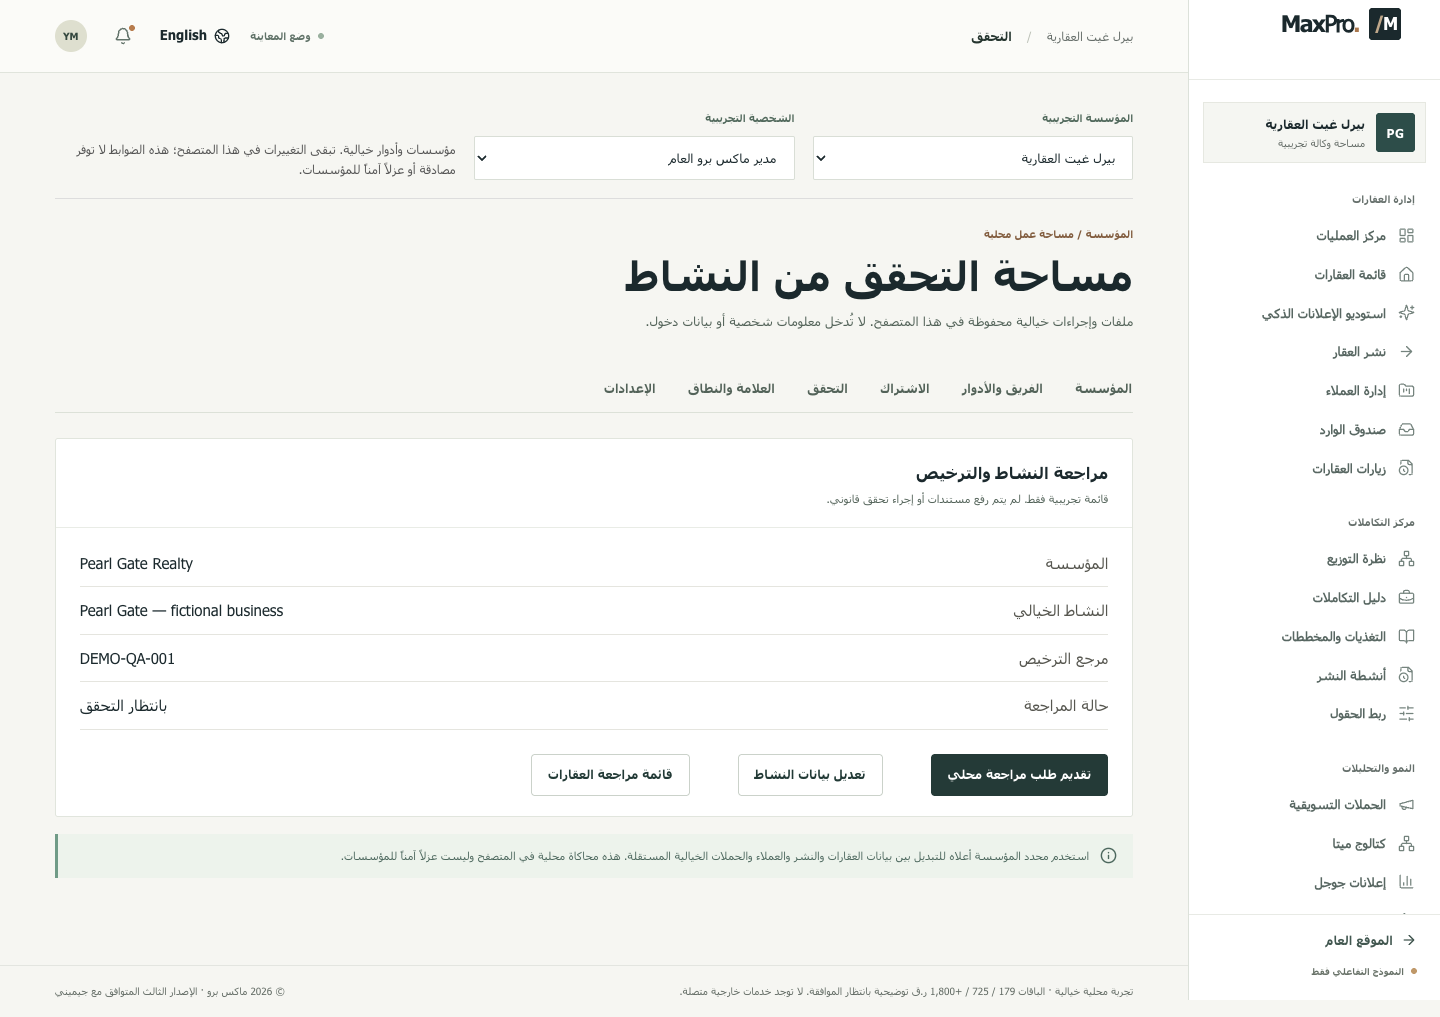 MaxPro.
/M
بيرل غيت العقارية / التحقق
وضع المعاينة
English
YM
PG
بيرل غيت العقارية
مساحة وكالة تجريبية
إدارة العقارات
مركز العمليات
قائمة العقارات
استوديو الإعلانات الذكي
نشر العقار
إدارة العملاء
صندوق الوارد
زيارات العقارات
مركز التكاملات
نظرة التوزيع
دليل التكاملات
التغذيات والمخططات
أنشطة النشر
ربط الحقول
النمو والتحليلات
الحملات التسويقية
كتالوج ميتا
إعلانات جوجل
الموقع العام
النموذج التفاعلي فقط
المؤسسة التجريبية
بيرل غيت العقارية
الشخصية التجريبية
مدير ماكس برو العام
مؤسسات وأدوار خيالية. تبقى التغييرات في هذا المتصفح؛ هذه الضوابط لا توفر
مصادقة أو عزلاً آمناً للمؤسسات.
المؤسسة / مساحة عمل محلية
مساحة التحقق من النشاط
ملفات وإجراءات خيالية محفوظة في هذا المتصفح. لا تُدخل معلومات شخصية أو بيانات دخول.
المؤسسة
الفريق والأدوار
الاشتراك
التحقق
العلامة والنطاق
الإعدادات
مراجعة النشاط والترخيص
قائمة تجريبية فقط. لم يتم رفع مستندات أو إجراء تحقق قانوني.
المؤسسة Pearl Gate Realty
النشاط الخيالي Pearl Gate — fictional business
مرجع الترخيص DEMO-QA-001
حالة المراجعة بانتظار التحقق
تقديم طلب مراجعة محلي
تعديل بيانات النشاط
قائمة مراجعة العقارات
استخدم محدد المؤسسة أعلاه للتبديل بين بيانات العقارات والنشر والعملاء والحملات الخيالية المستقلة. هذه محاكاة محلية في المتصفح وليست عزلاً آمناً للمؤسسات.
تجربة محلية خيالية · الباقات 179 / 725 / +1,800 ر.ق توضيحية بانتظار الموافقة. لا توجد خدمات خارجية متصلة.
© 2026 ماكس برو · الإصدار الثالث المتوافق مع جيميني